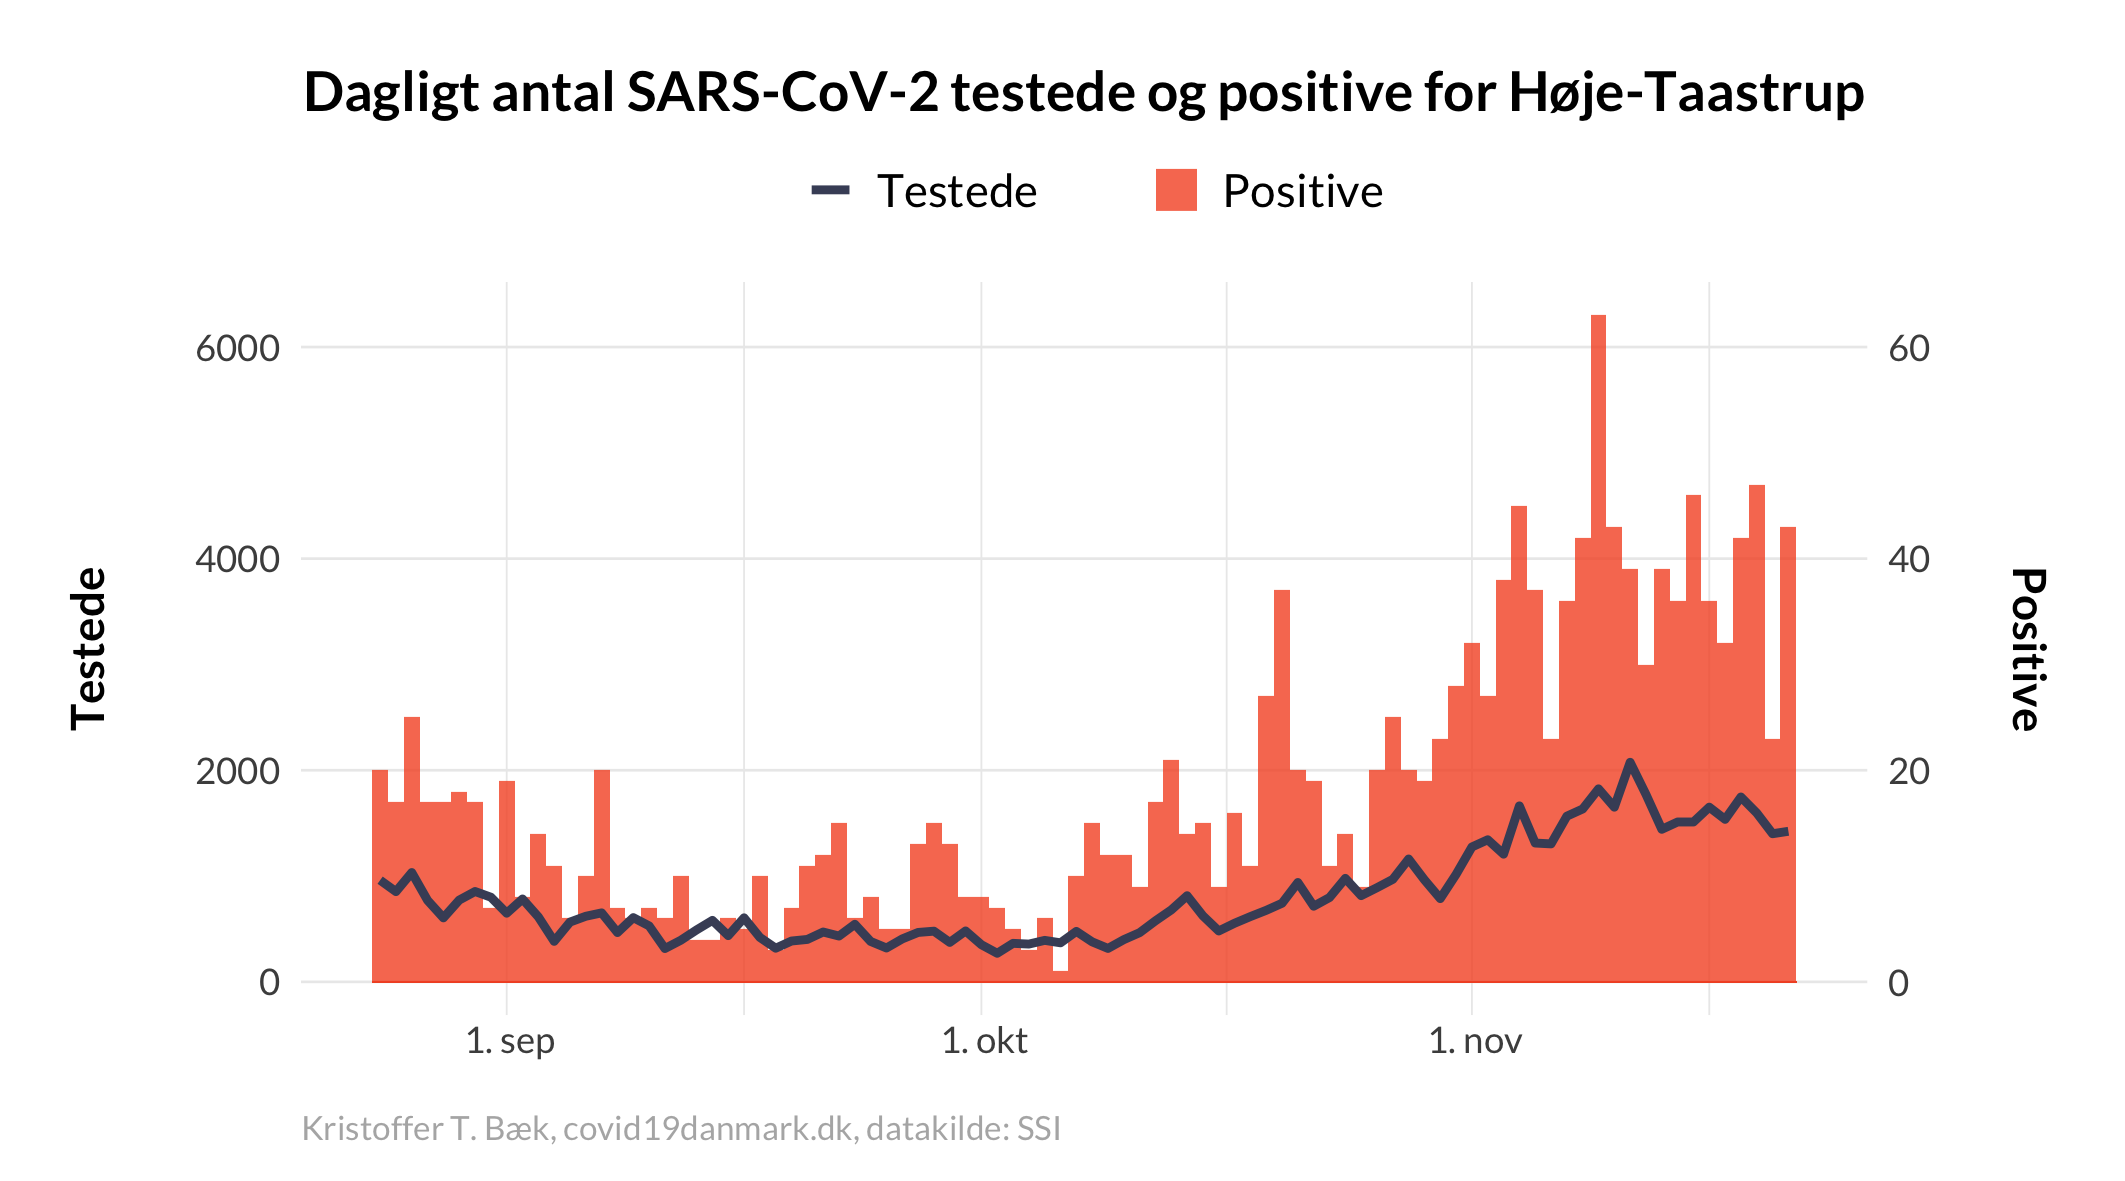 Dagligt antal SARS-CoV-2 testede og positive for Høje-Taastrup
Testede
Positive
6000
4000
2000
0
Testede
60
40
20
0
Positive
1. sep
1. okt
1. nov
Kristoffer T. Bæk, covid19danmark.dk, datakilde: SSI